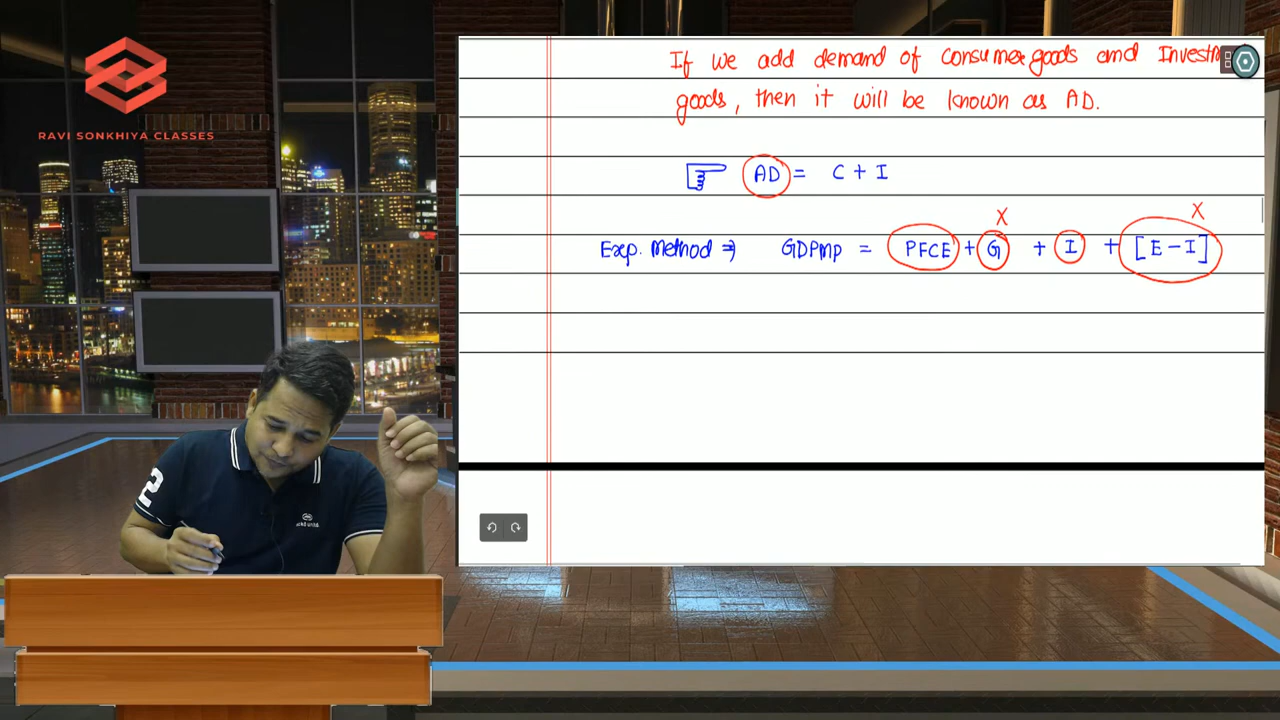 RAVI SONKHIYA CLASSES
If we add demand of consumer goods and Investm
goods, then it will be known as AD.
AD = C + I
X X
Exp. Method ⇒ GDPMP = PFCE + G + I + [E - I]
2